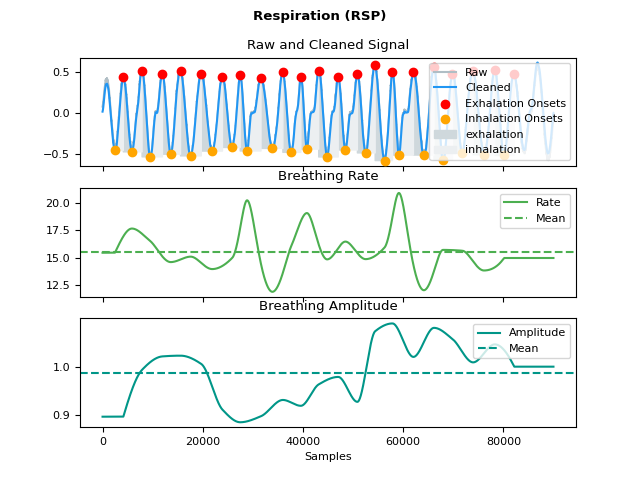 Respiration (RSP)
Raw and Cleaned Signal
0.5
0.0
−0.5
Raw
Cleaned
Exhalation Onsets
Inhalation Onsets
exhalation
inhalation
Breathing Rate
20.0
17.5
15.0
12.5
Rate
Mean
Breathing Amplitude
1.0
0.9
Amplitude
Mean
0 20000 40000 60000 80000
Samples